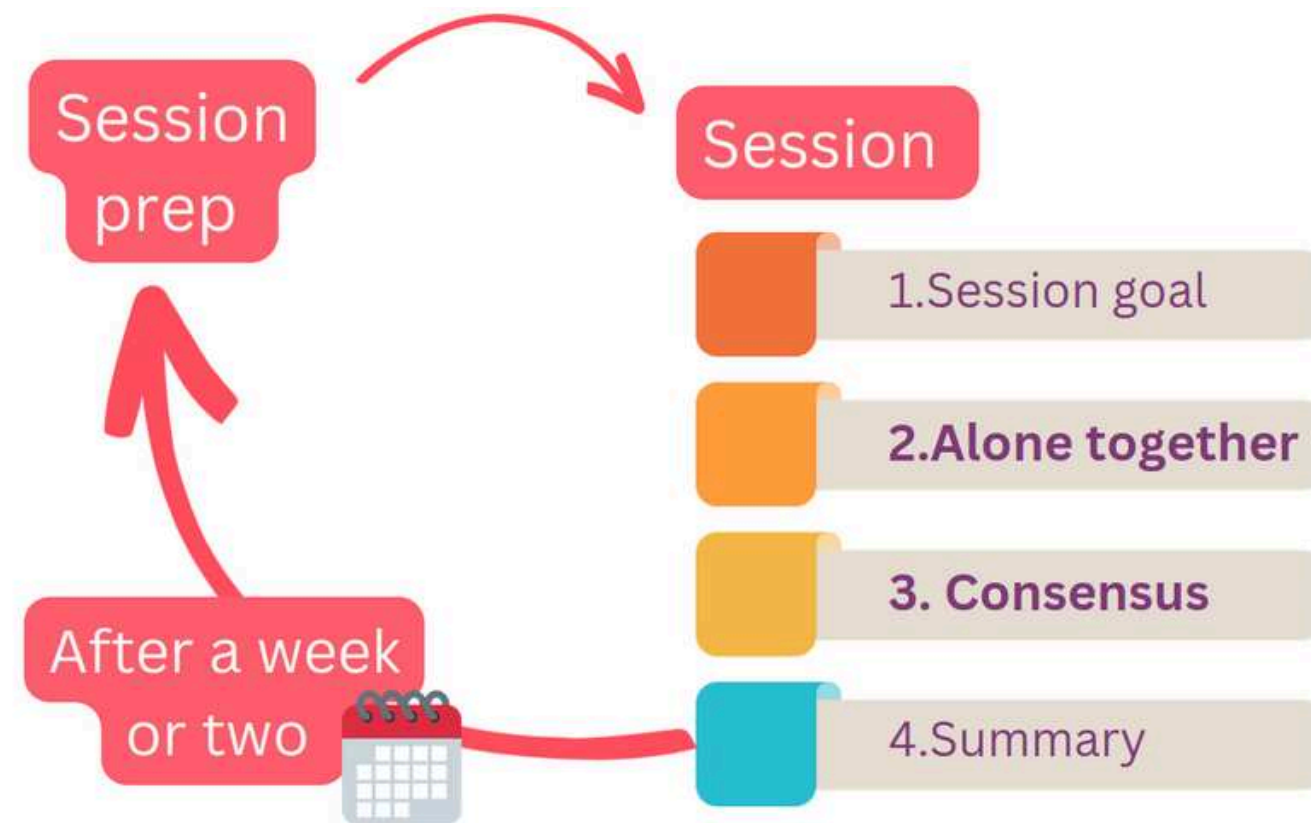 Session
prep
Session
1.Session goal
2.Alone together
3. Consensus
4.Summary
After a week
or two